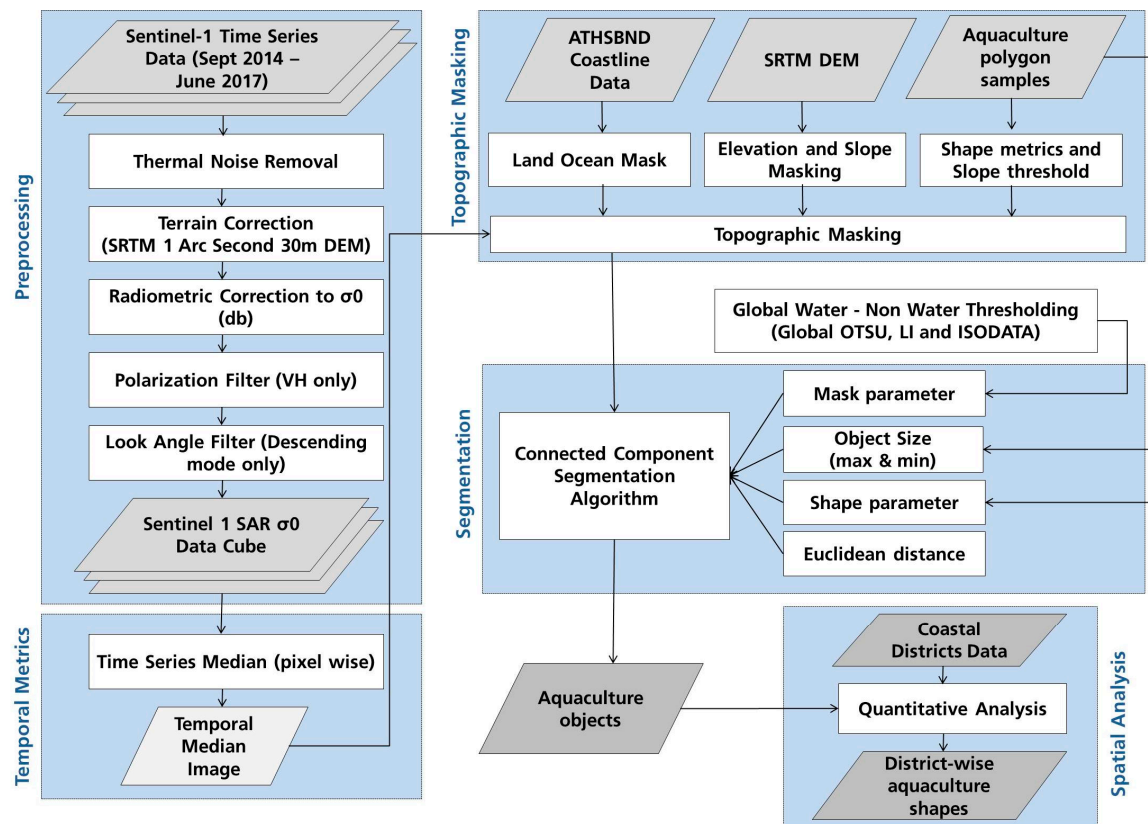 Preprocessing
Sentinel-1 Time Series
Data (Sept 2014 –
June 2017)
Thermal Noise Removal
Terrain Correction
(SRTM 1 Arc Second 30m DEM)
Radiometric Correction to σ0
(db)
Polarization Filter (VH only)
Look Angle Filter (Descending
mode only)
Sentinel 1 SAR σ0
Data Cube
Temporal Metrics
Time Series Median (pixel wise)
Temporal
Median
Image
Topographic Masking
ATHSBND
Coastline
Data
SRTM DEM
Aquaculture
polygon
samples
Land Ocean Mask
Elevation and Slope
Masking
Shape metrics and
Slope threshold
Topographic Masking
Global Water - Non Water Thresholding
(Global OTSU, LI and ISODATA)
Segmentation
Connected Component
Segmentation
Algorithm
Mask parameter
Object Size
(max & min)
Shape parameter
Euclidean distance
Aquaculture
objects
Coastal
Districts Data
Quantitative Analysis
District-wise
aquaculture
shapes
Spatial Analysis